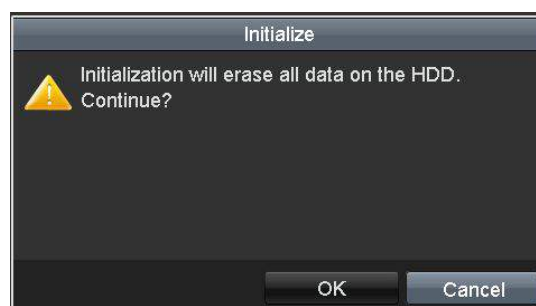 Initialize
Initialization will erase all data on the HDD.
Continue?
OK
Cancel